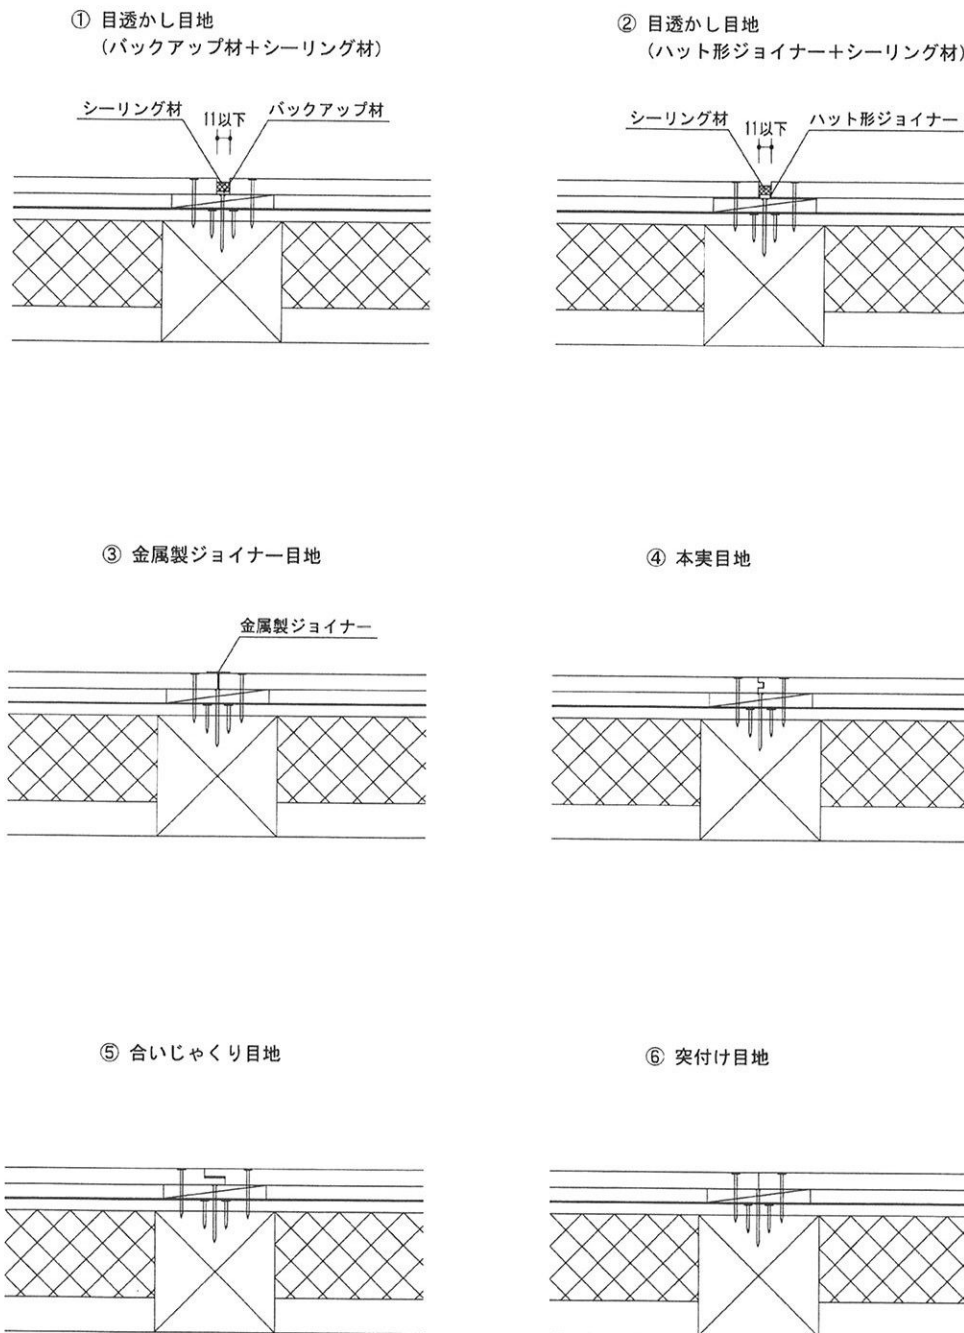 ① 目透かし目地
（バックアップ材＋シーリング材）
シーリング材
11以下
バックアップ材
② 目透かし目地
（ハット形ジョイナー＋シーリング材）
シーリング材
11以下
ハット形ジョイナー
③ 金属製ジョイナー目地
金属製ジョイナー
④ 本実目地
⑤ 合いじゃくり目地
⑥ 突付け目地